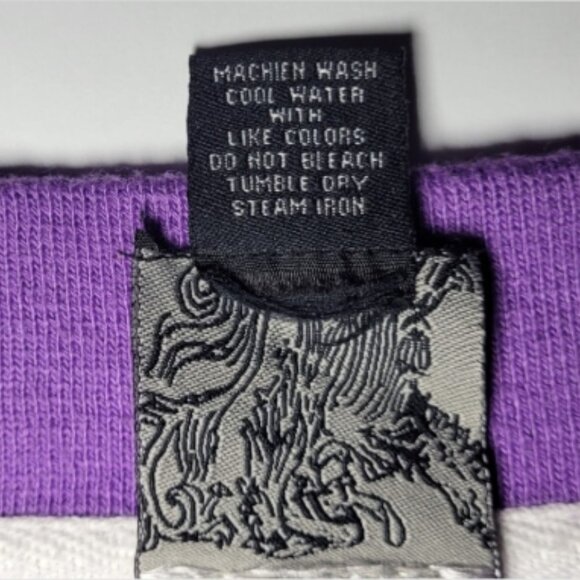 MACHIEN WASH
COOL WATER
WITH
LIKE COLORS
DO NOT BLEACH
TUMBLE DRY
STEAM IRON